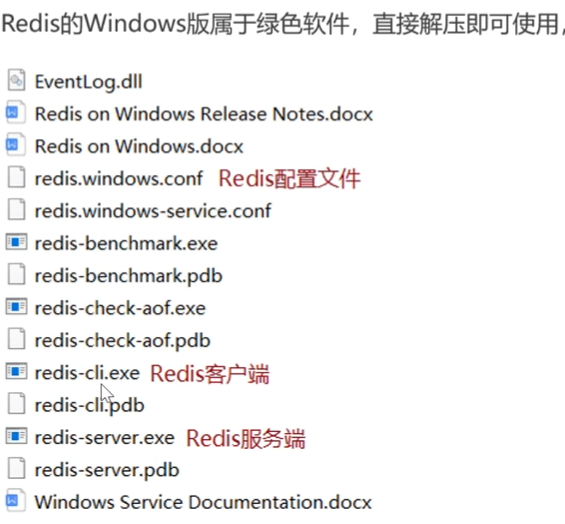 Redis的Windows版属于绿色软件，直接解压即可使用，
EventLog.dll
Redis on Windows Release Notes.docx
Redis on Windows.docx
redis.windows.conf Redis配置文件
redis.windows-service.conf
redis-benchmark.exe
redis-benchmark.pdb
redis-check-aof.exe
redis-check-aof.pdb
redis-cli.exe Redis客户端
redis-cli.pdb
redis-server.exe Redis服务端
redis-server.pdb
Windows Service Documentation.docx